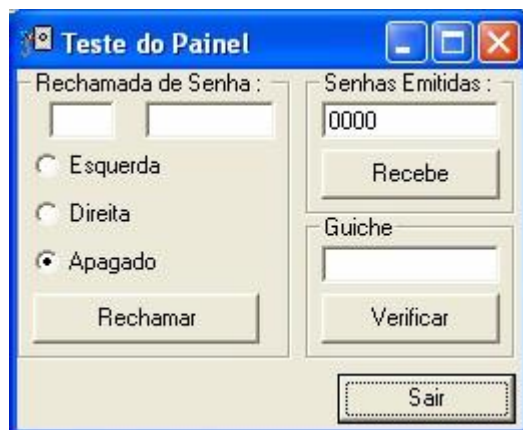 Teste do Painel
Rechamada de Senha :
Esquerda
Direita
Apagado
Rechamar
Senhas Emitidas :
0000
Recebe
Guiche
Verificar
Sair